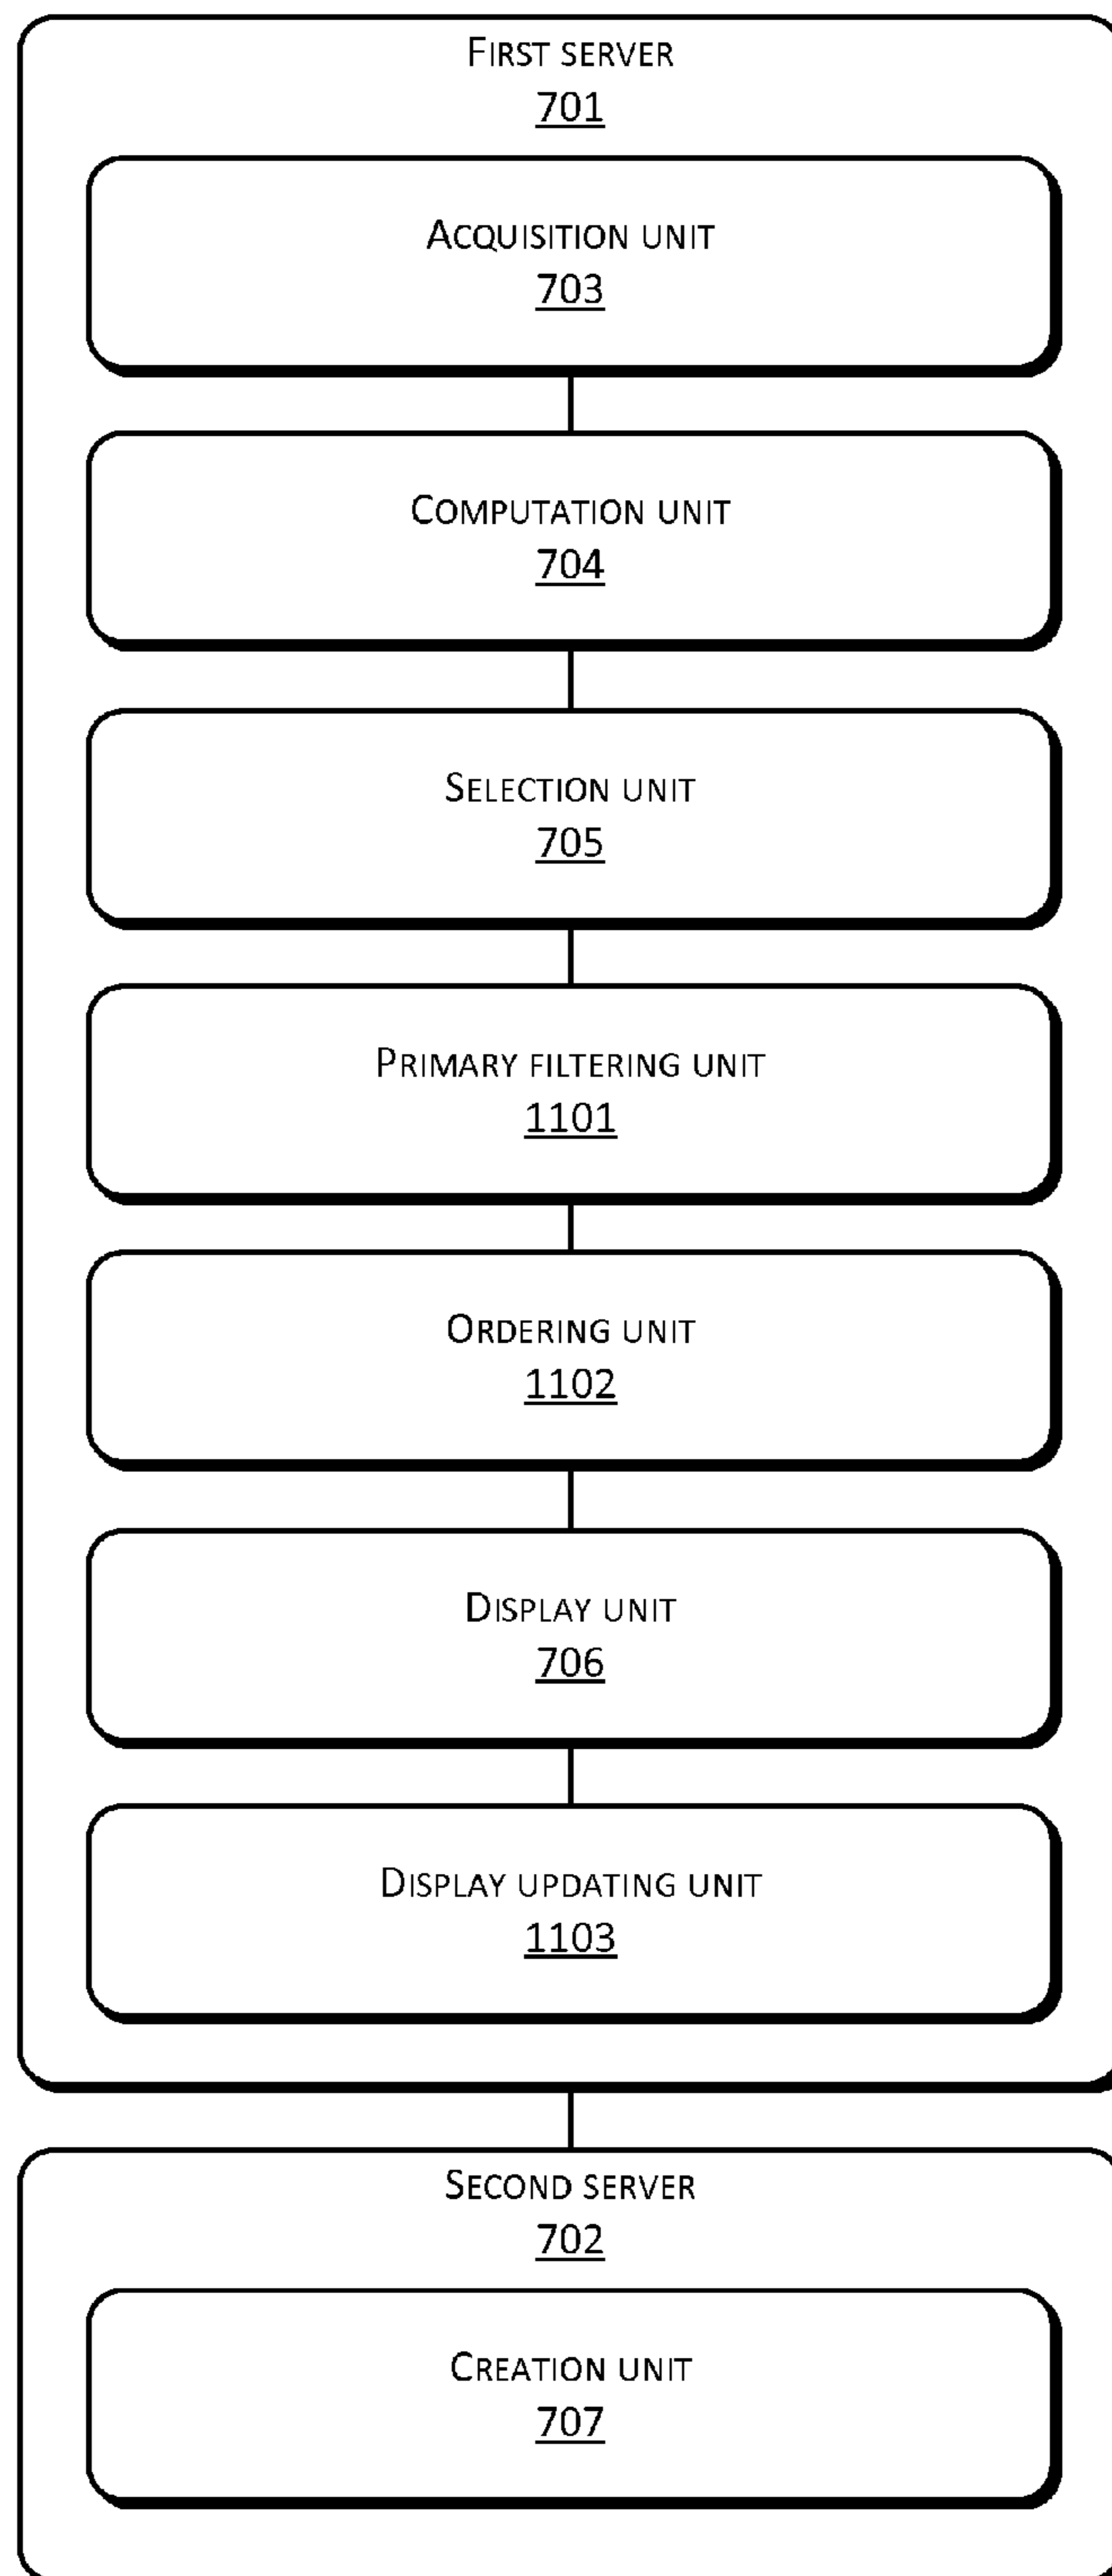 FIRST SERVER
701
ACQUISITION UNIT
703
COMPUTATION UNIT
704
SELECTION UNIT
705
PRIMARY FILTERING UNIT
1101
ORDERING UNIT
1102
DISPLAY UNIT
706
DISPLAY UPDATING UNIT
1103
SECOND SERVER
702
CREATION UNIT
707